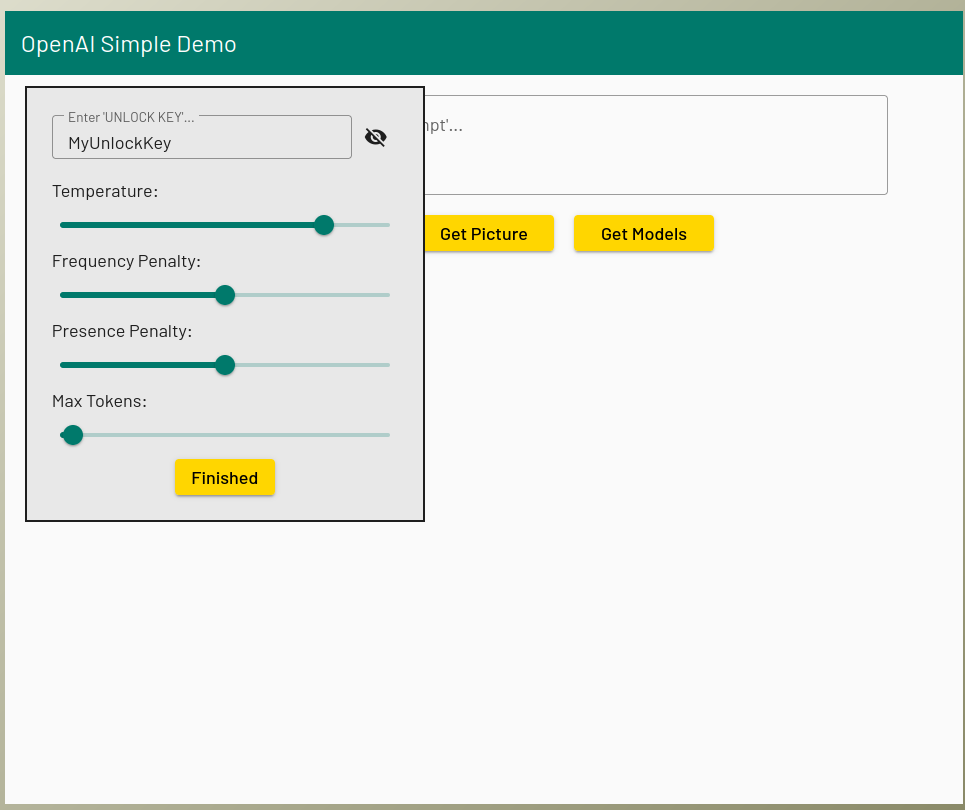 OpenAI Simple Demo
Enter 'UNLOCK KEY'...
MyUnlockKey
Temperature:
Frequency Penalty:
Presence Penalty:
Max Tokens:
Finished
Get Picture
Get Models